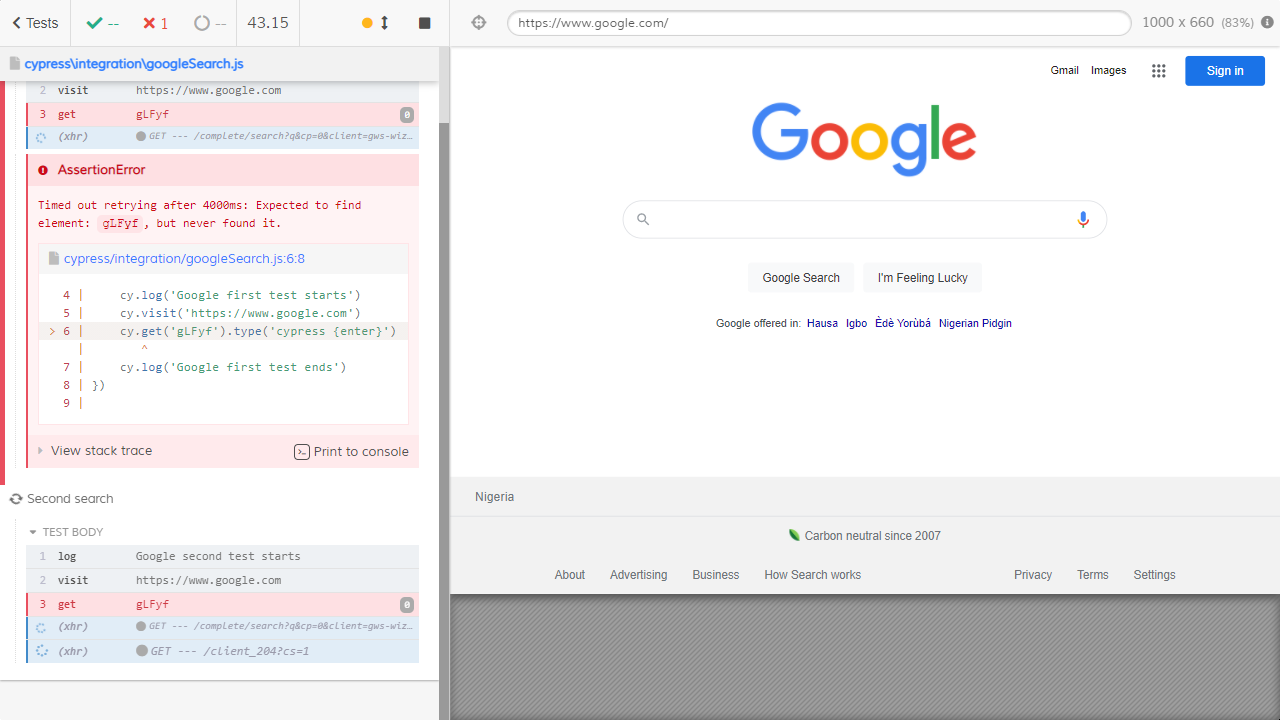 Tests
--
1
--
43.15
https://www.google.com/
1000 x 660 (83%)
cypress\integration\googleSearch.js
2 visit https://www.google.com
3 get gLFyf 0
(xhr) GET --- /complete/search?q&cp=0&client=gws-wiz…
AssertionError
Timed out retrying after 4000ms: Expected to find
element: gLFyf, but never found it.
cypress/integration/googleSearch.js:6:8
4 | cy.log('Google first test starts')
5 | cy.visit('https://www.google.com')
> 6 | cy.get('gLFyf').type('cypress {enter}')
| ^
7 | cy.log('Google first test ends')
8 | })
9 |
View stack trace
Print to console
Second search
TEST BODY
1 log Google second test starts
2 visit https://www.google.com
3 get gLFyf 0
(xhr) GET --- /complete/search?q&cp=0&client=gws-wiz…
(xhr) GET --- /client_204?cs=1
Gmail Images Sign in
Google
Google Search I'm Feeling Lucky
Google offered in: Hausa Igbo Èdè Yorùbá Nigerian Pidgin
Nigeria
Carbon neutral since 2007
About Advertising Business How Search works Privacy Terms Settings